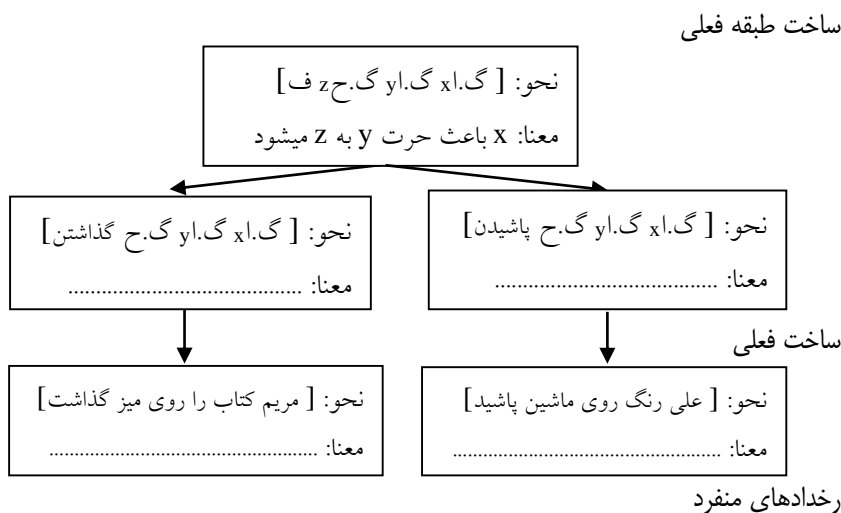 ساخت طبقه فعلی
نحو: [ گ.اx گ.اy گ.حz ف]
معنا: x باعث حرت y به z میشود
نحو: [ گ.اx گ.اy گ.ح پاشیدن]
معنا: ........................................
نحو: [ گ.اx گ.اy گ.ح گذاشتن]
معنا: ..........................................
ساخت فعلی
نحو: [ علی رنگ روی ماشین پاشید]
معنا: ................................................
نحو: [ مریم کتاب را روی میز گذاشت]
معنا: ................................................
رخدادهای منفرد